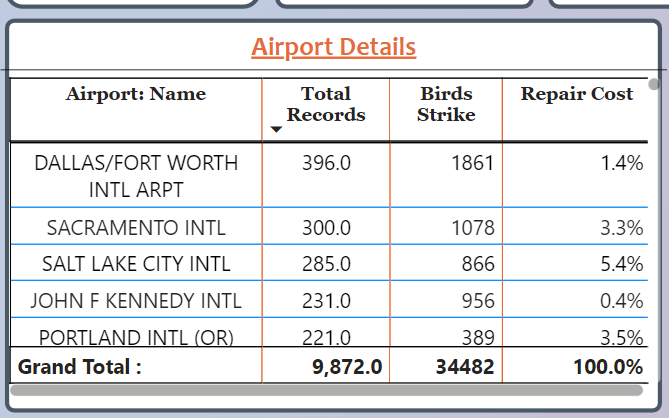 Airport Details
Airport: Name Total Records Birds Strike Repair Cost
DALLAS/FORT WORTH INTL ARPT 396.0 1861 1.4%
SACRAMENTO INTL 300.0 1078 3.3%
SALT LAKE CITY INTL 285.0 866 5.4%
JOHN F KENNEDY INTL 231.0 956 0.4%
PORTLAND INTL (OR) 221.0 389 3.5%
Grand Total : 9,872.0 34482 100.0%